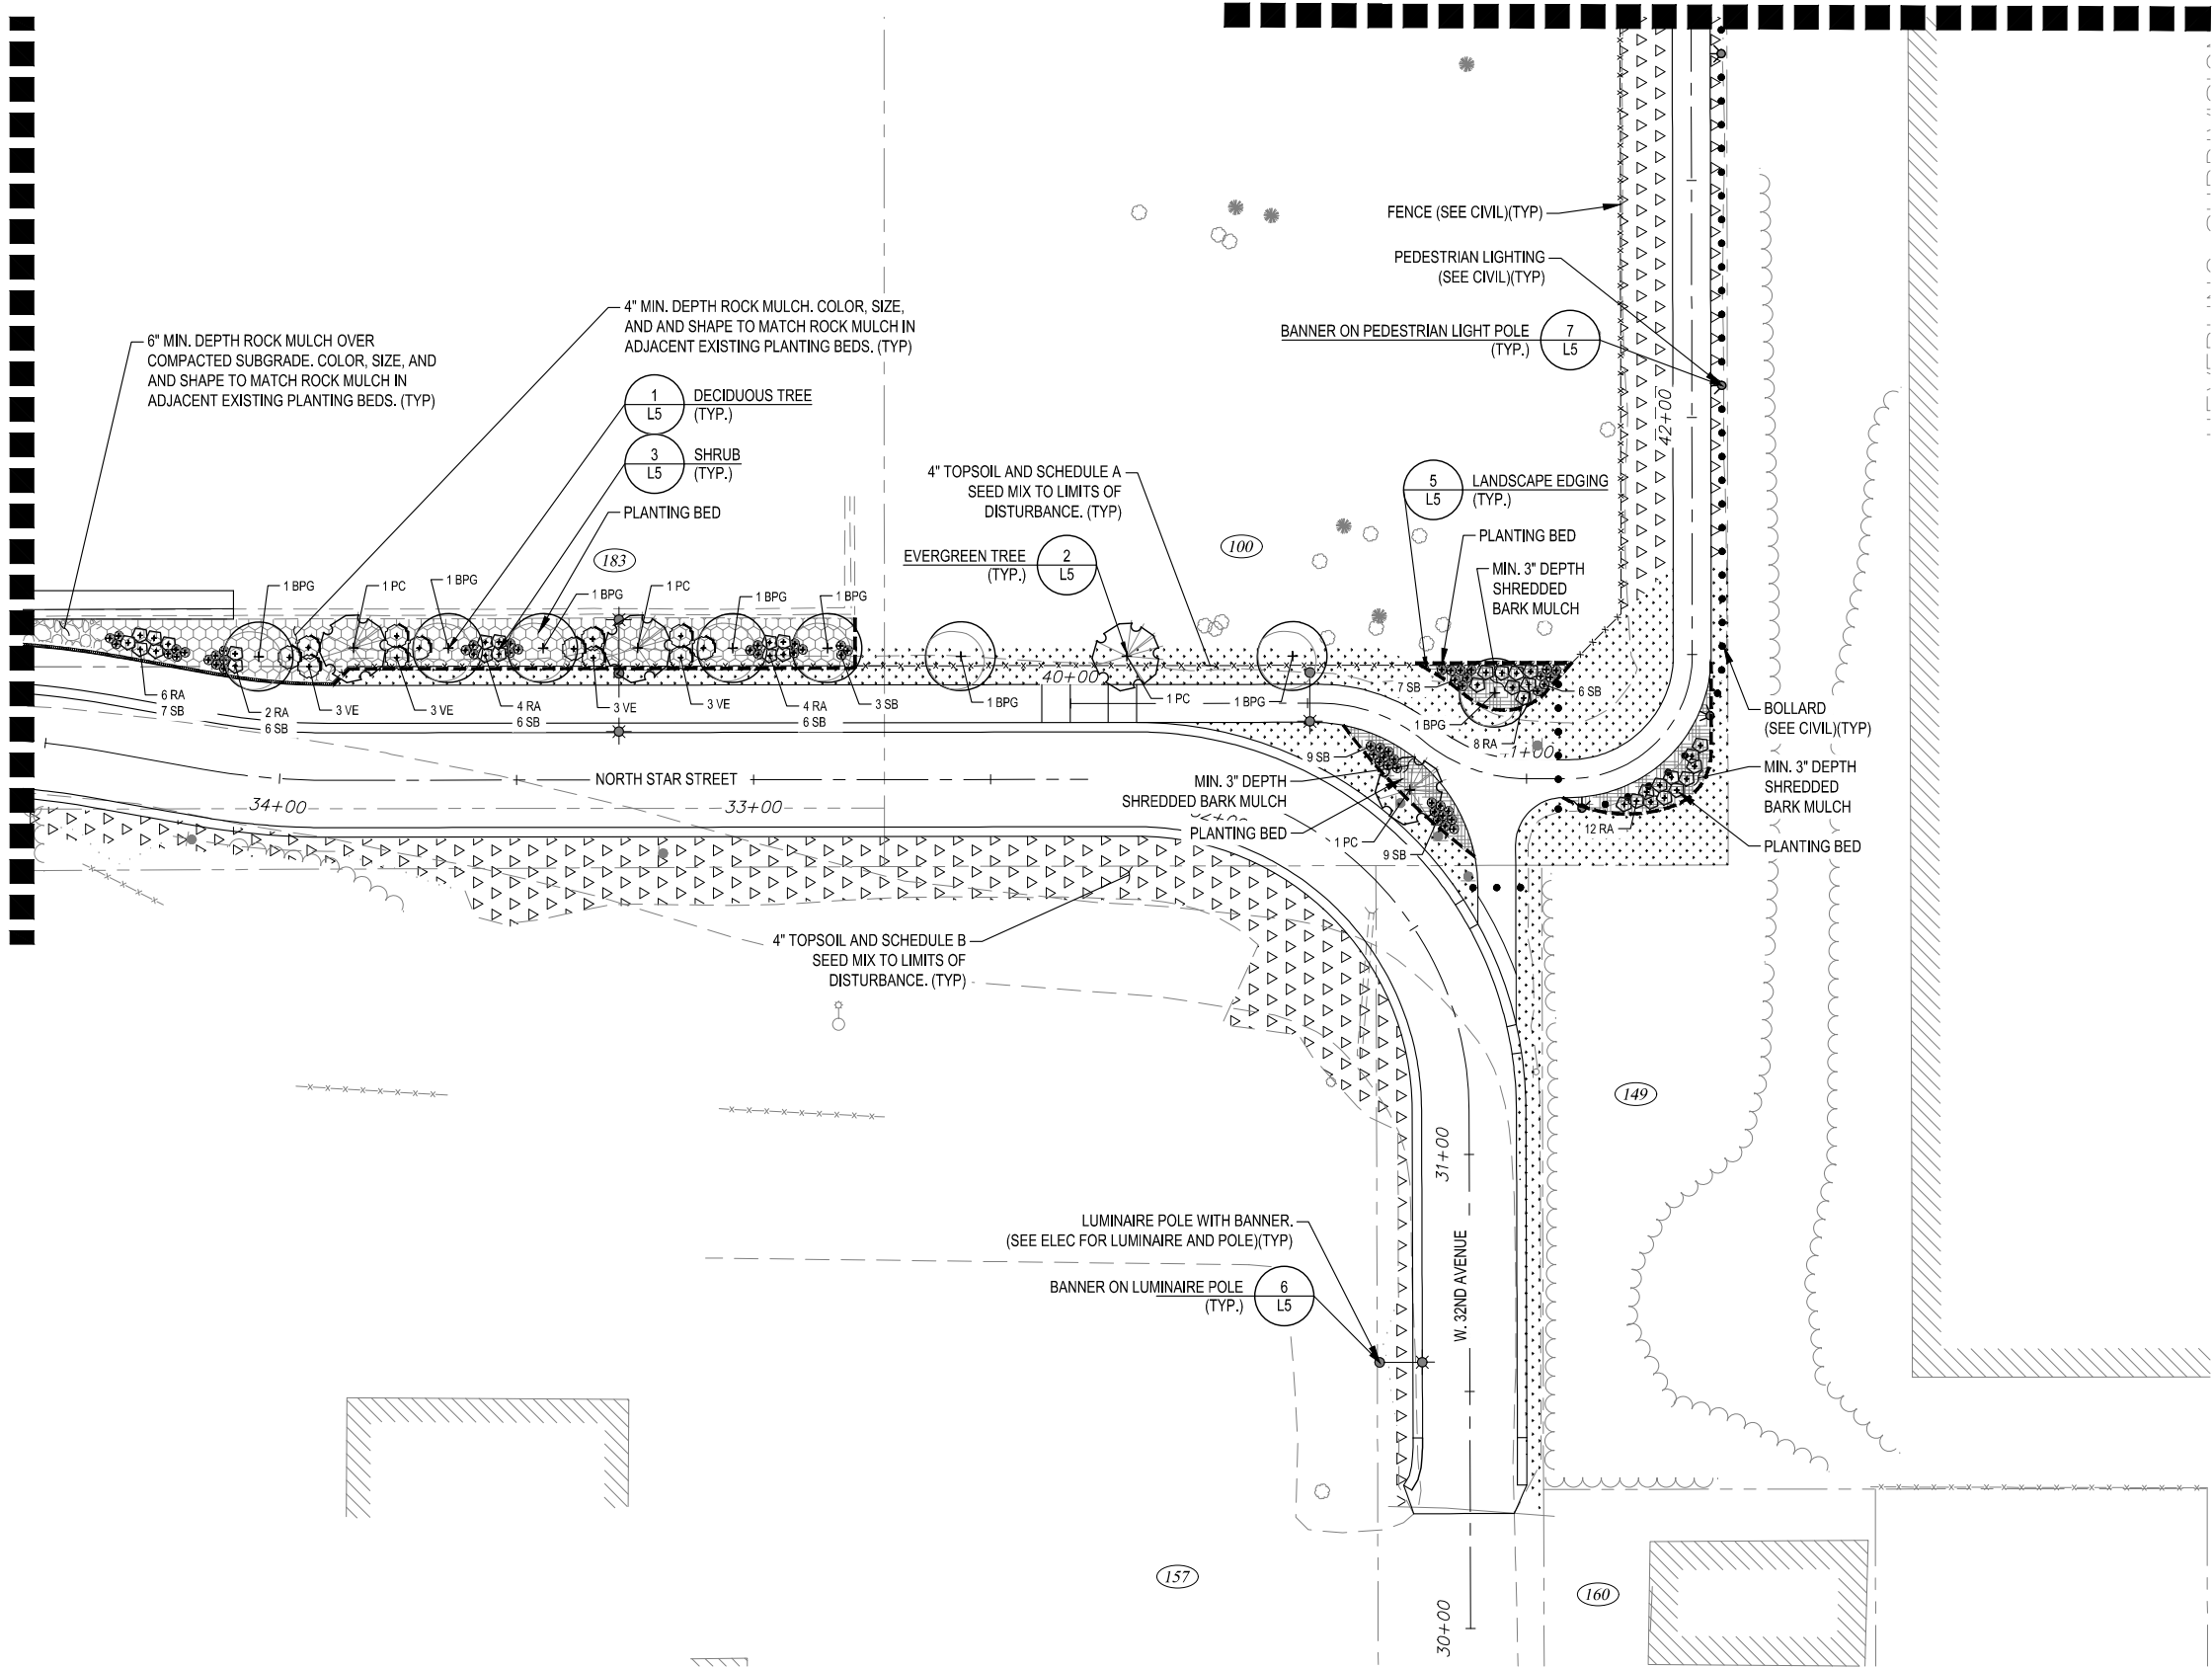 FENCE (SEE CIVIL)(TYP)
PEDESTRIAN LIGHTING
(SEE CIVIL)(TYP)
BANNER ON PEDESTRIAN LIGHT POLE
(TYP.)
7
L5
4" MIN. DEPTH ROCK MULCH. COLOR, SIZE,
AND AND SHAPE TO MATCH ROCK MULCH IN
ADJACENT EXISTING PLANTING BEDS. (TYP)
6" MIN. DEPTH ROCK MULCH OVER
COMPACTED SUBGRADE. COLOR, SIZE, AND
AND SHAPE TO MATCH ROCK MULCH IN
ADJACENT EXISTING PLANTING BEDS. (TYP)
1
L5
DECIDUOUS TREE
(TYP.)
3
L5
SHRUB
(TYP.)
PLANTING BED
183
4" TOPSOIL AND SCHEDULE A
SEED MIX TO LIMITS OF
DISTURBANCE. (TYP)
EVERGREEN TREE
(TYP.)
2
L5
100
5
L5
LANDSCAPE EDGING
(TYP.)
PLANTING BED
MIN. 3" DEPTH
SHREDDED
BARK MULCH
42+00
1 BPG
1 PC
1 BPG
1 BPG
1 PC
1 BPG
1 BPG
6 RA
7 SB
2 RA
6 SB
3 VE
3 VE
4 RA
6 SB
3 VE
3 VE
4 RA
6 SB
3 SB
1 BPG
40+00
1 PC
1 BPG
7 SB
6 SB
1 BPG
8 RA
1+00
BOLLARD
(SEE CIVIL)(TYP)
MIN. 3" DEPTH
SHREDDED
BARK MULCH
PLANTING BED
12 RA
9 SB
MIN. 3" DEPTH
SHREDDED BARK MULCH
PLANTING BED
1 PC
9 SB
NORTH STAR STREET
34+00
33+00
4" TOPSOIL AND SCHEDULE B
SEED MIX TO LIMITS OF
DISTURBANCE. (TYP)
149
31+00
LUMINAIRE POLE WITH BANNER.
(SEE ELEC FOR LUMINAIRE AND POLE)(TYP)
BANNER ON LUMINAIRE POLE
(TYP.)
6
L5
W. 32ND AVENUE
157
160
30+00